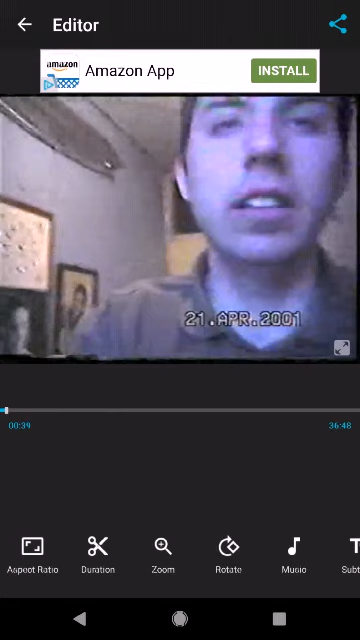 Editor
amazon
Amazon App
INSTALL
21.APR.2001
00:39
36:48
Aspect Ratio
Duration
Zoom
Rotate
Music
Subt